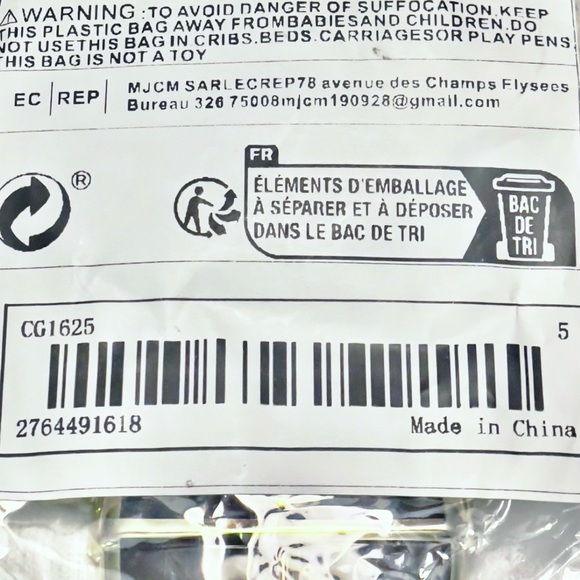 WARNING :TO AVOID DANGER OF SUFFOCATION,KEEP
THIS PLASTIC BAG AWAY FROMBABIESAND CHILDREN.DO
NOT USETHIS BAG IN CRIBS.BEDS.CARRIAGESOR PLAY PENS
THIS BAG IS NOT A TOY
EC REP
MJCM SARLECREP78 avenue des Champs Flysees
Bureau 326 75008mjcm190928@gmail.com
®
FR
ÉLÉMENTS D'EMBALLAGE
À SÉPARER ET À DÉPOSER
DANS LE BAC DE TRI
BAC
DE
TRI
CG1625 5
2764491618 Made in China